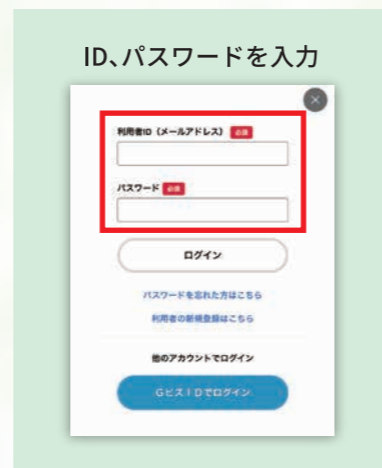 ID、パスワードを入力
利用者ID（メールアドレス） 必須
パスワード 必須
ログイン
パスワードを忘れた方はこちら
利用者の新規登録はこちら
他のアカウントでログイン
GビズIDでログイン